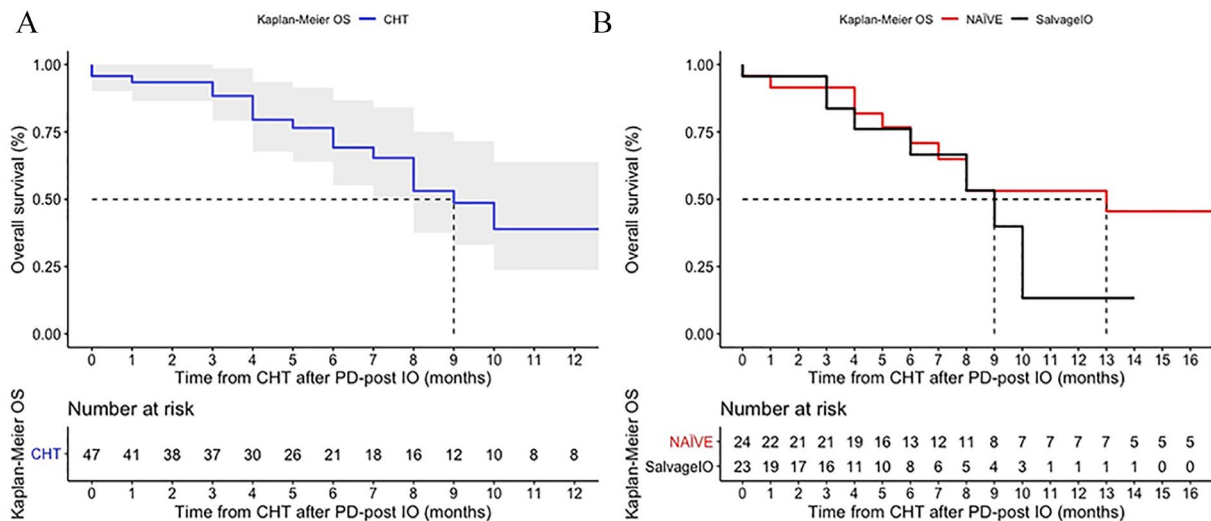 A
Kaplan-Meier OS CHT
Overall survival (%)
1.00
0.75
0.50
0.25
0.00
0 1 2 3 4 5 6 7 8 9 10 11 12
Time from CHT after PD-post IO (months)
Number at risk
Kaplan-Meier OS
CHT 47 41 38 37 30 26 21 18 16 12 10 8 8
0 1 2 3 4 5 6 7 8 9 10 11 12
Time from CHT after PD-post IO (months)
B
Kaplan-Meier OS NAÏVE SalvageIO
Overall survival (%)
1.00
0.75
0.50
0.25
0.00
0 1 2 3 4 5 6 7 8 9 10 11 12 13 14 15 16
Time from CHT after PD-post IO (months)
Number at risk
Kaplan-Meier OS
NAÏVE 24 22 21 21 19 16 13 12 11 8 7 7 7 7 5 5 5
SalvageIO 23 19 17 16 11 10 8 6 5 4 3 1 1 1 1 0 0
0 1 2 3 4 5 6 7 8 9 10 11 12 13 14 15 16
Time from CHT after PD-post IO (months)